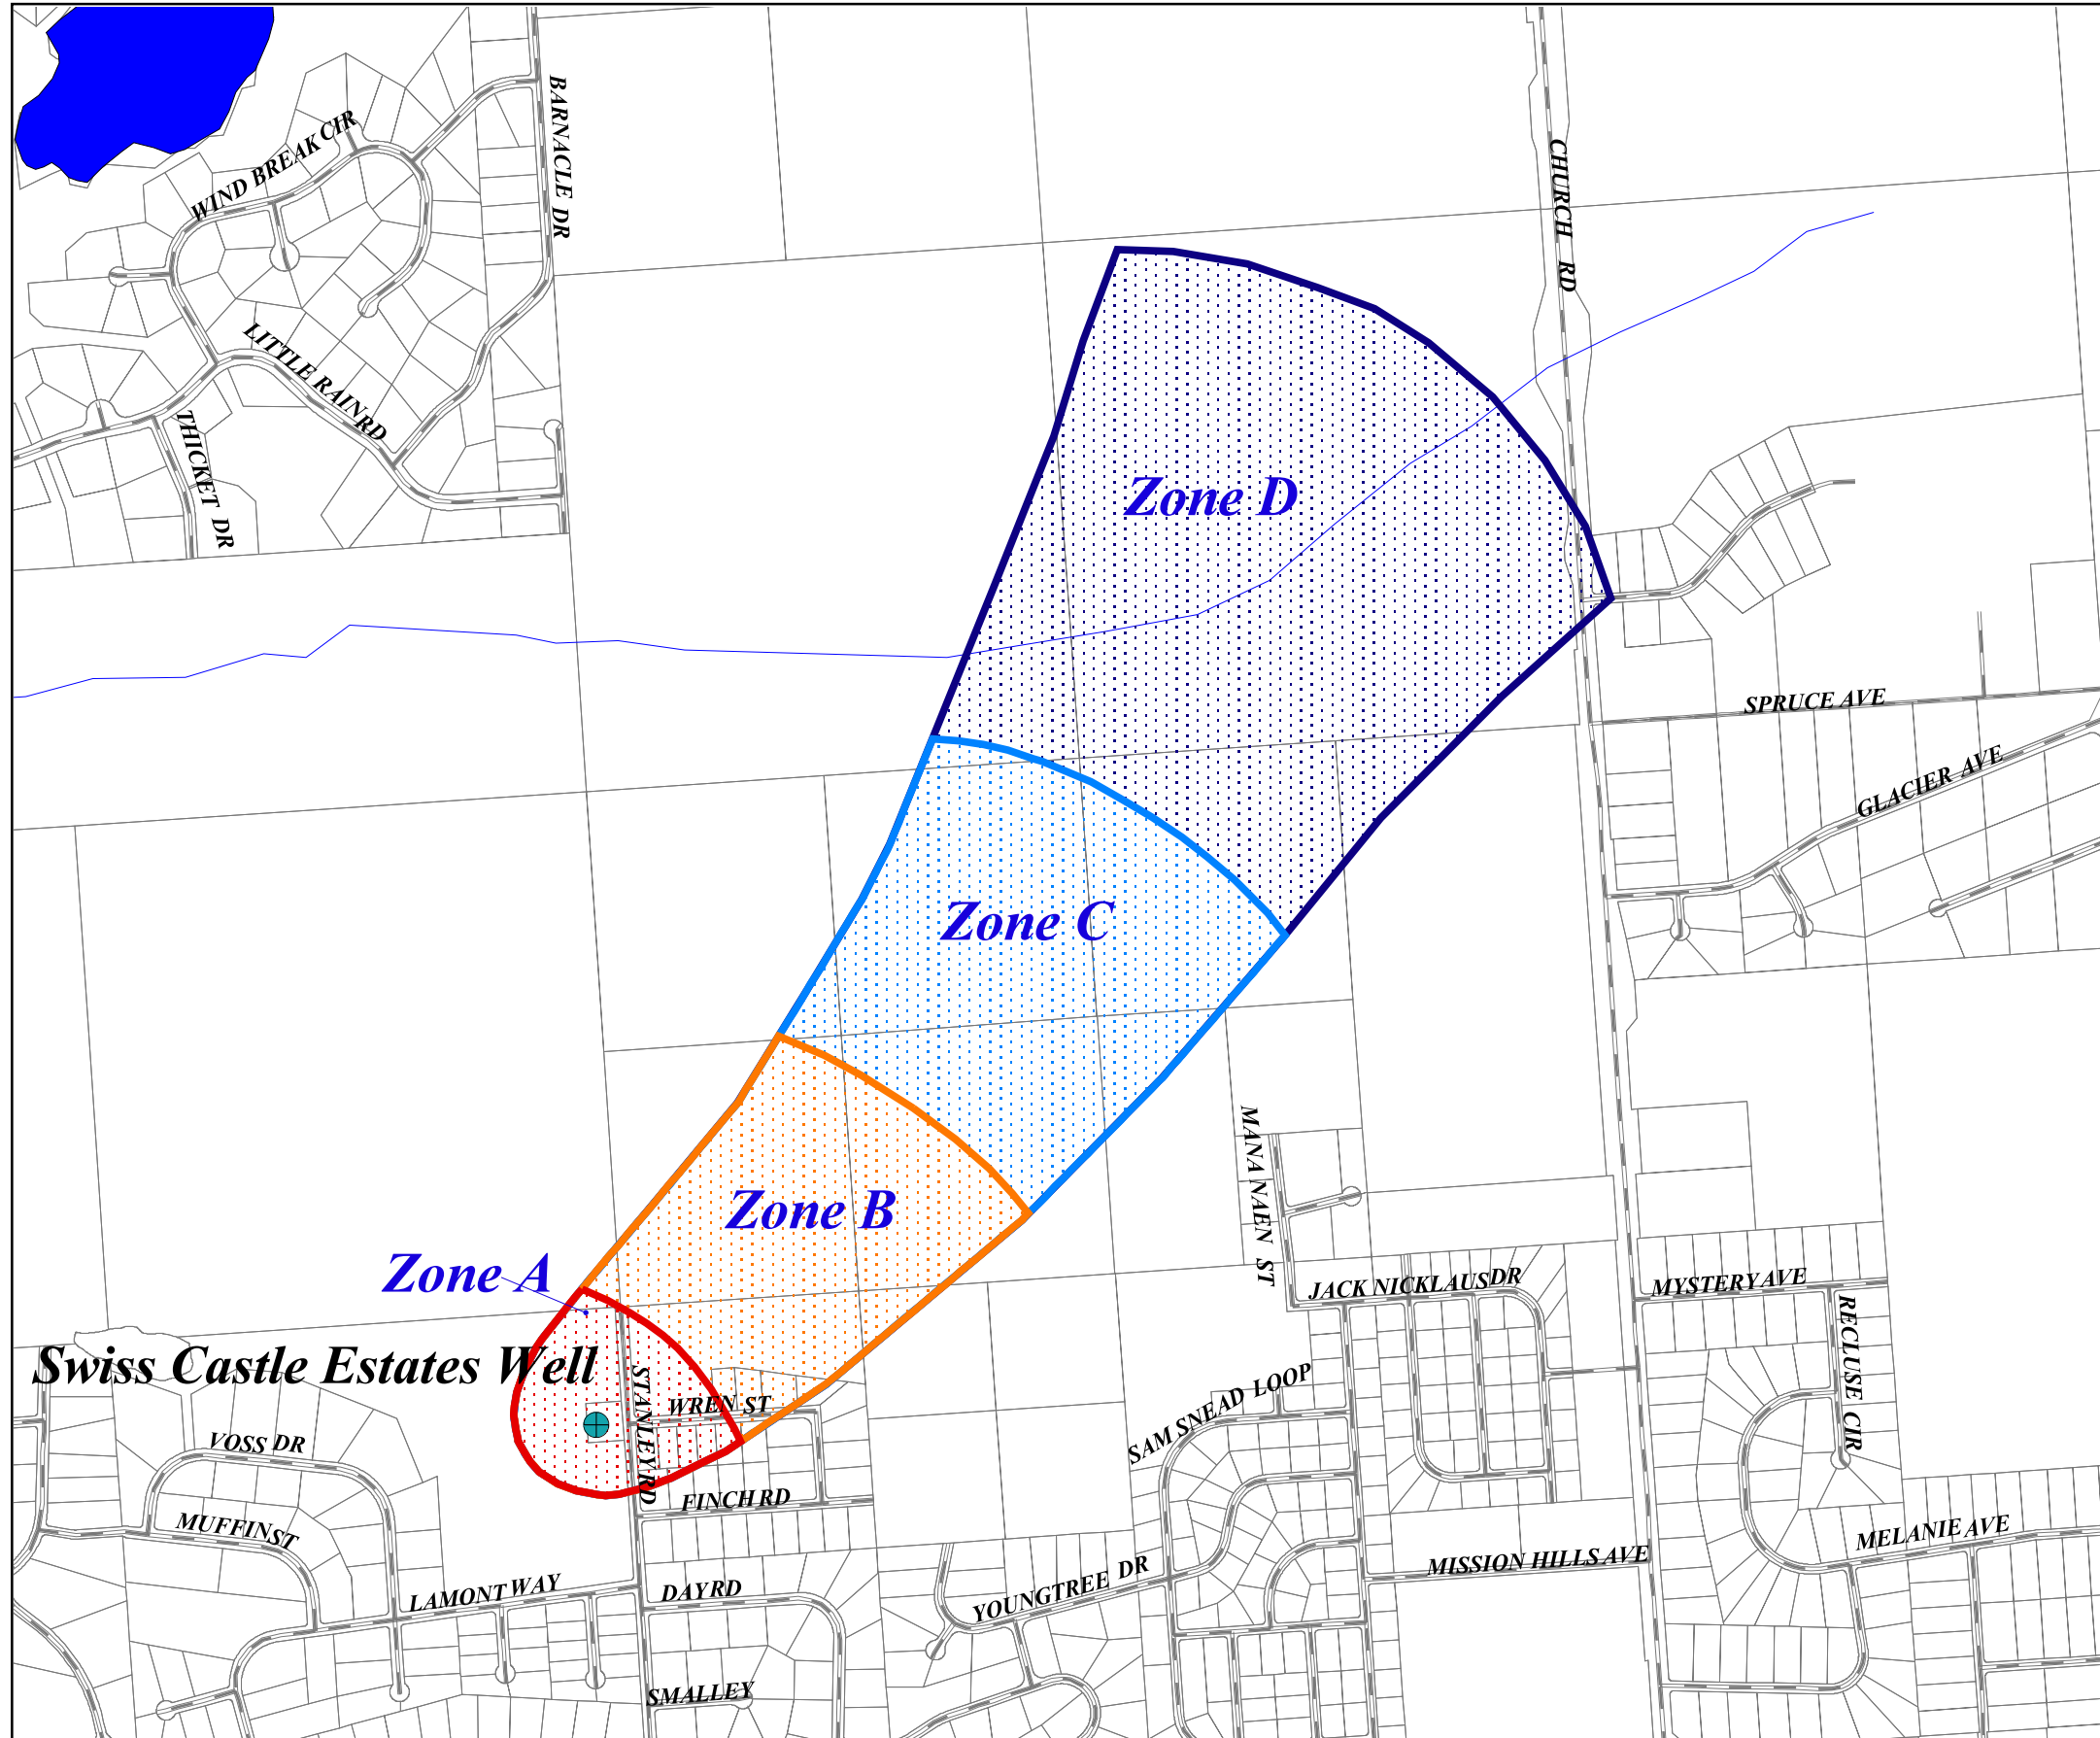 BARNACLE DR
WIND BREAK CIR
CHURCH RD
LITTLE RAIN RD
THICKET DR
Zone D
SPRUCE AVE
GLACIER AVE
Zone C
MANA NAEN ST
Zone B
Zone A
JACK NICKLAUS DR
MYSTERY AVE
RECLUSE CIR
Swiss Castle Estates Well
STANLEY RD
WREN ST
SAM SNEAD LOOP
VOSS DR
FINCH RD
MUFFIN ST
MELANIE AVE
MISSION HILLS AVE
LAMONT WAY
DAY RD
YOUNGTREE DR
SMALLEY